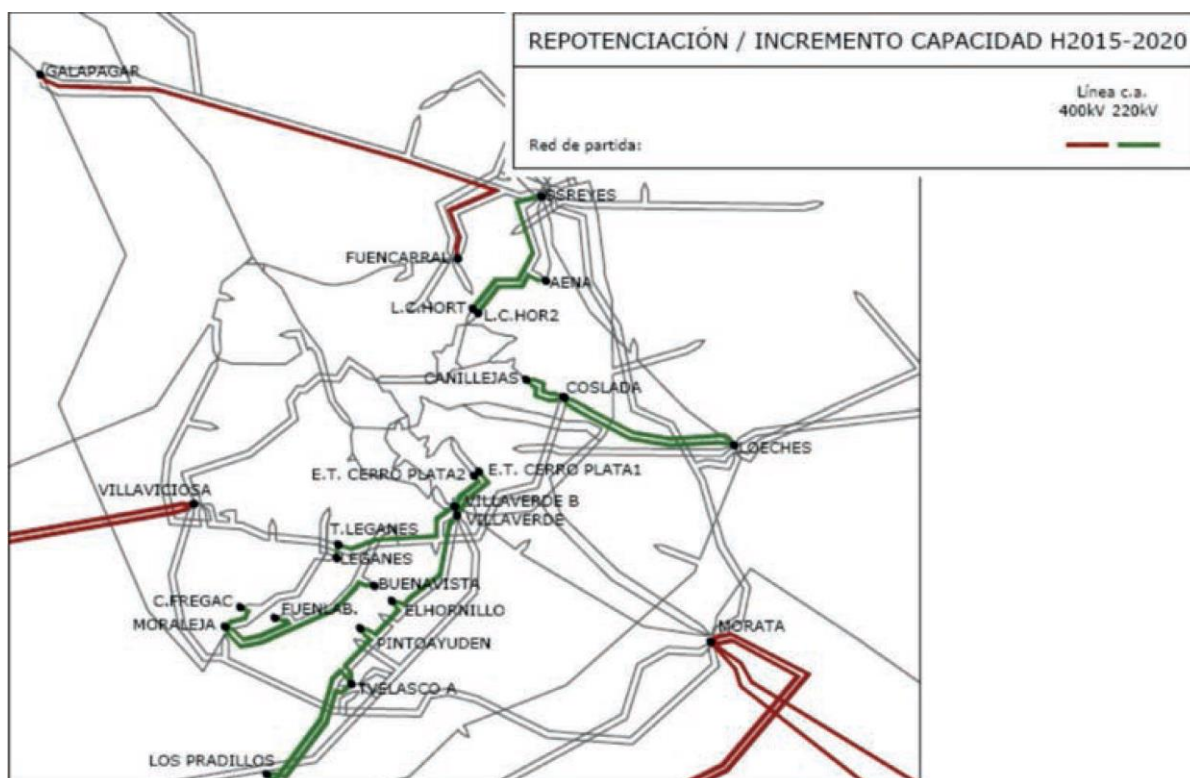 REPOTENCIACIÓN / INCREMENTO CAPACIDAD H2015-2020
Línea c.a.
400kV 220kV
Red de partida:
GALAPAGAR
SSREYES
FUENCARRAL
AENA
L.C.HORT
L.C.HOR2
CANILLEJAS
COSLADA
LOECHES
E.T. CERRO PLATA2
E.T. CERRO PLATA1
VILLAVICIOSA
VILLAVERDE B
VILLAVERDE
T.LEGANES
LEGANES
BUENAVISTA
C.FREGAC
FUENLAB.
ELHORNILLO
MORALEJA
PINTOAYUDEN
MORATA
TVELASCO A
LOS PRADILLOS